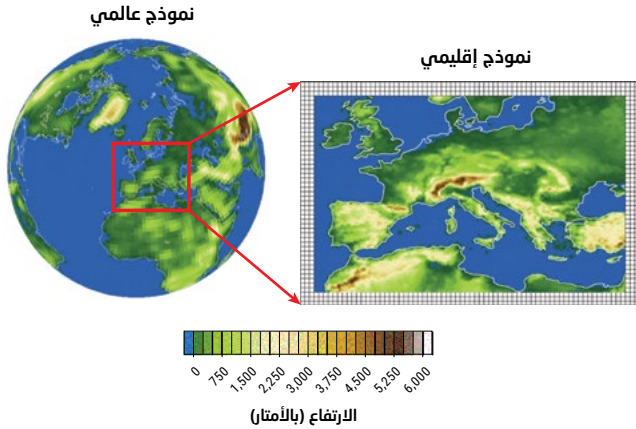 نموذج عالمي
نموذج إقليمي
0 750 1,500 2,250 3,000 3,750 4,500 5,250 6,000
الارتفاع (بالأمتار)